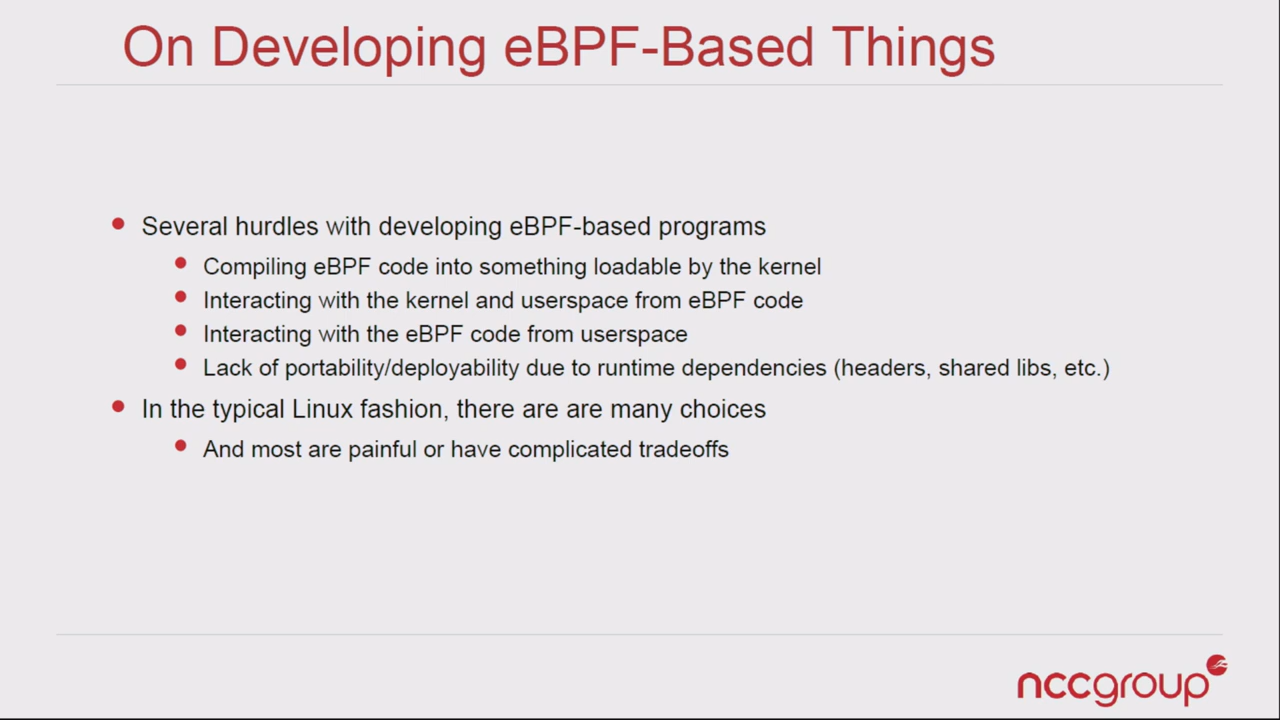 On Developing eBPF-Based Things
Several hurdles with developing eBPF-based programs
Compiling eBPF code into something loadable by the kernel
Interacting with the kernel and userspace from eBPF code
Interacting with the eBPF code from userspace
Lack of portability/deployability due to runtime dependencies (headers, shared libs, etc.)
In the typical Linux fashion, there are are many choices
And most are painful or have complicated tradeoffs
nccgroup